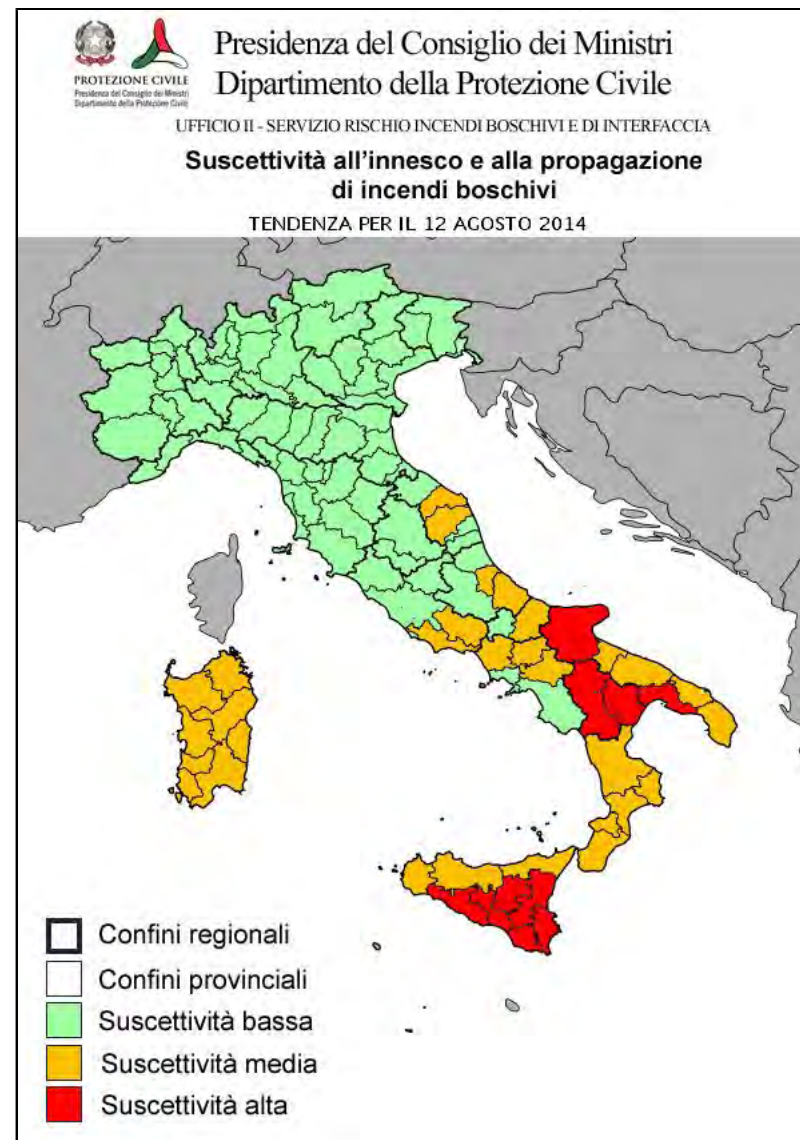 Presidenza del Consiglio dei Ministri
Dipartimento della Protezione Civile
PROTEZIONE CIVILE
Presidenza del Consiglio dei Ministri
Dipartimento della Protezione Civile
UFFICIO II - SERVIZIO RISCHIO INCENDI BOSCHIVI E DI INTERFACCIA
Suscettività all'innesco e alla propagazione
di incendi boschivi
TENDENZA PER IL 12 AGOSTO 2014
Confini regionali
Confini provinciali
Suscettività bassa
Suscettività media
Suscettività alta